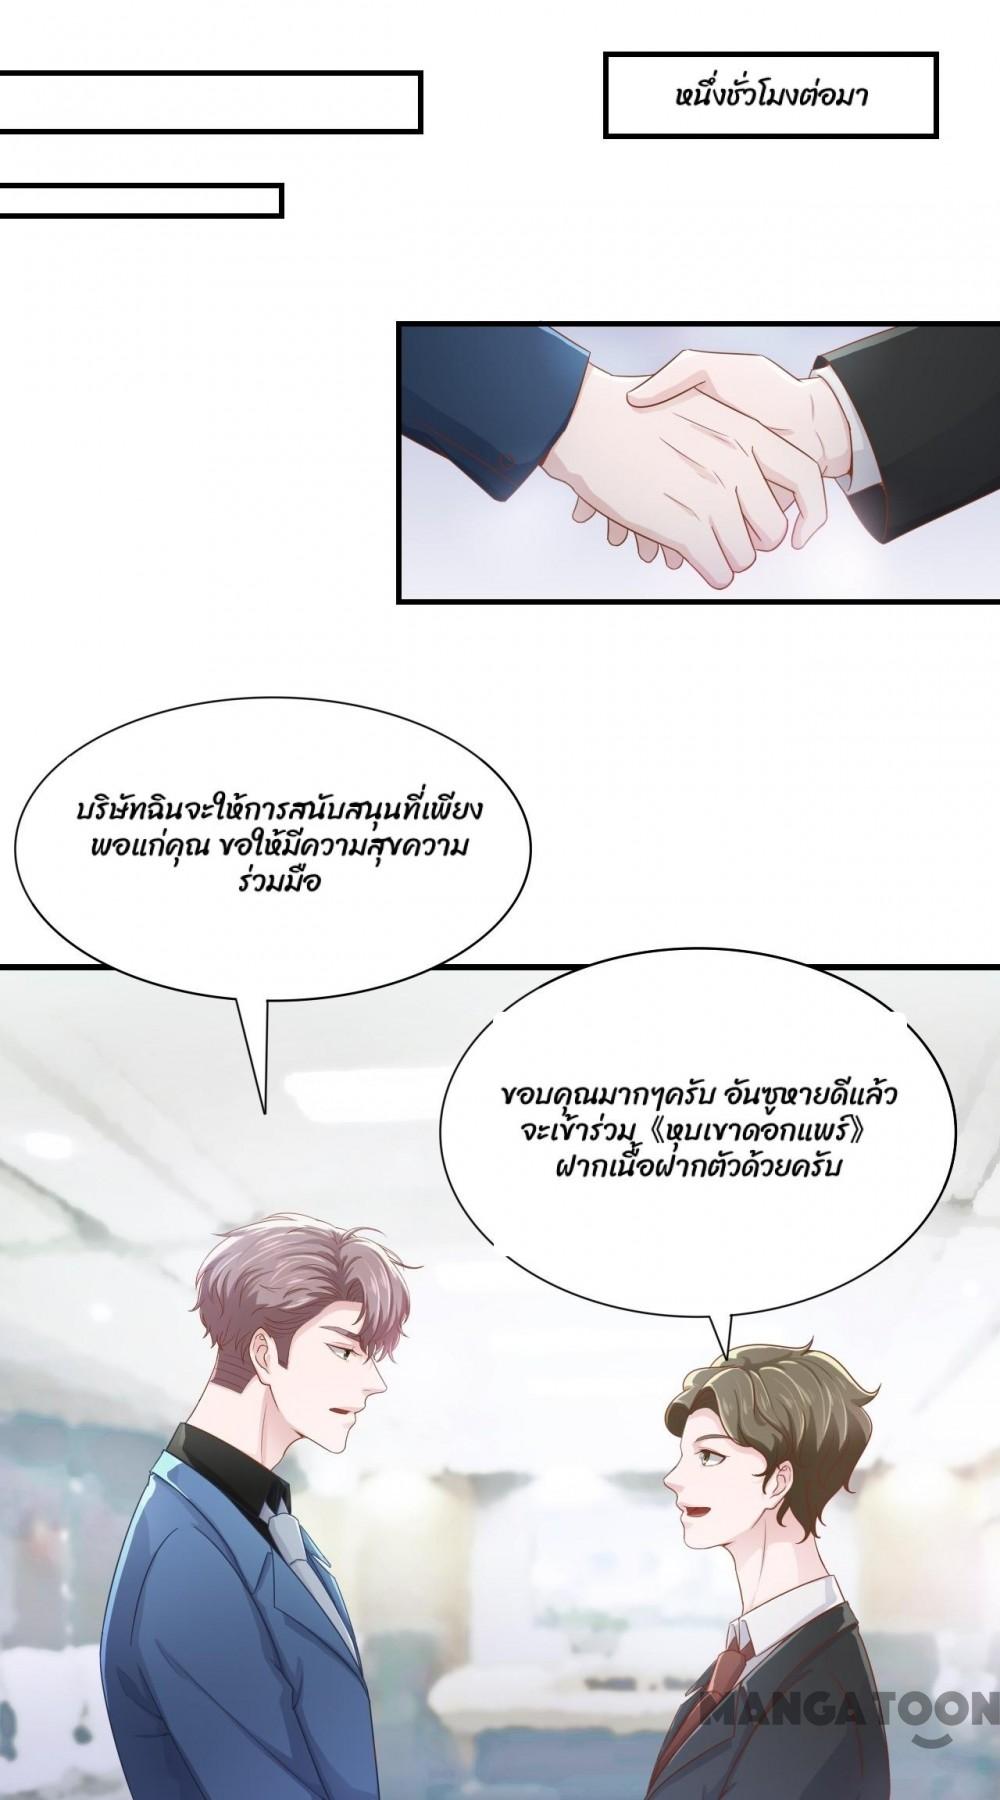 หนึ่งชั่วโมงต่อมา
บริษัทฉินจะให้การสนับสนุนที่เพียง
พอแก่คุณ ขอให้มีความสุขความ
ร่วมมือ
ขอบคุณมากๆครับ อันซูหายดีแล้ว
จะเข้าร่วม《หุบเขาดอกแพร์》
ฝากเนื้อฝากตัวด้วยครับ
MANGATOON